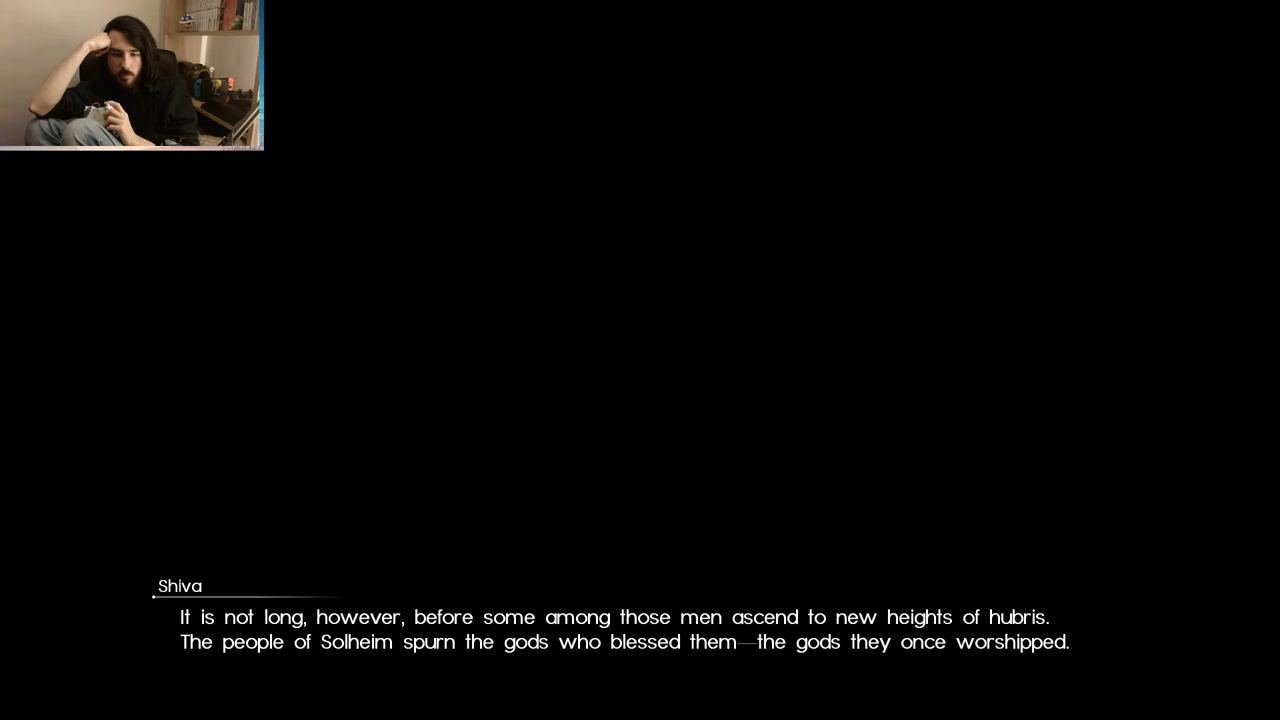 Shiva
It is not long, however, before some among those men ascend to new heights of hubris.
The people of Solheim spurn the gods who blessed them—the gods they once worshipped.